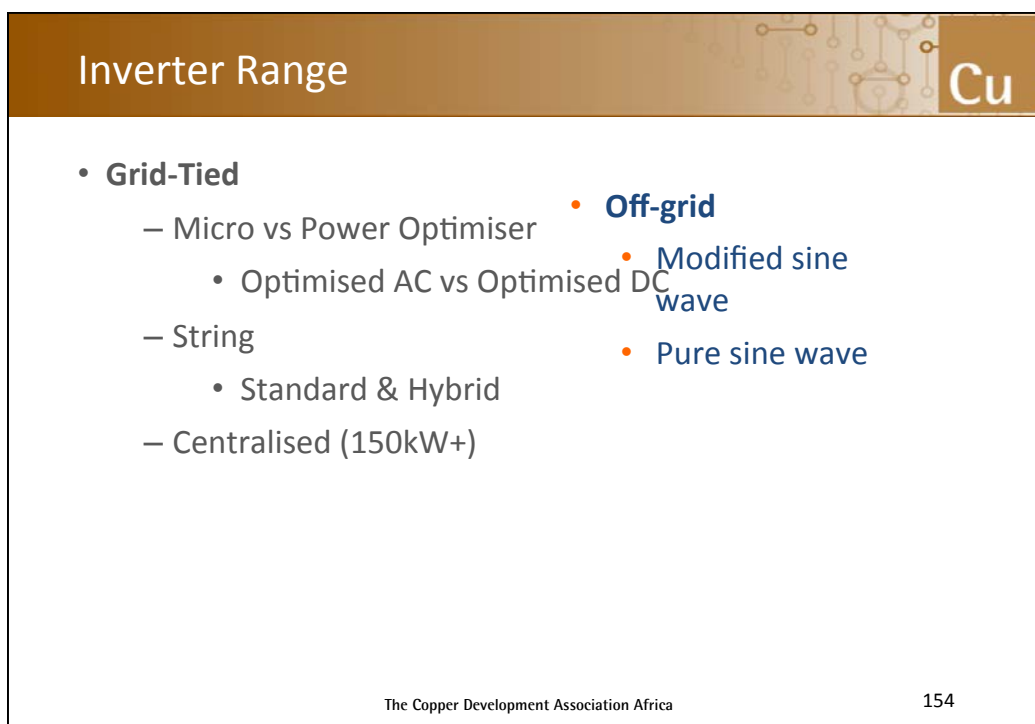 Inverter Range
Cu
• Grid-Tied
– Micro vs Power Optimiser
• Optimised AC vs Optimised DC
– String
• Standard & Hybrid
– Centralised (150kW+)
• Off-grid
• Modified sine
wave
• Pure sine wave
The Copper Development Association Africa
154